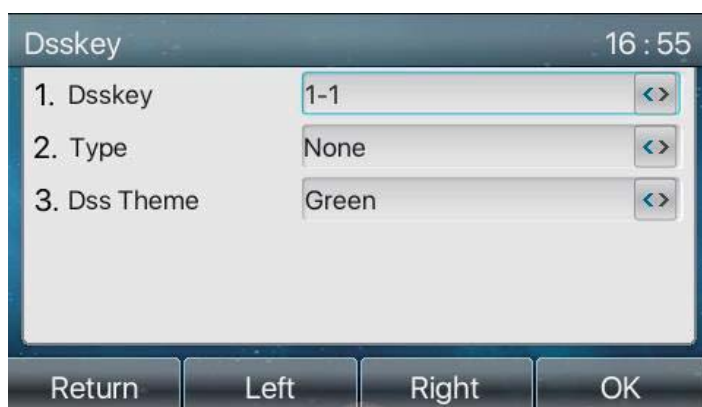 Dsskey 16 : 55
1. Dsskey 1-1
2. Type None
3. Dss Theme Green
Return Left Right OK